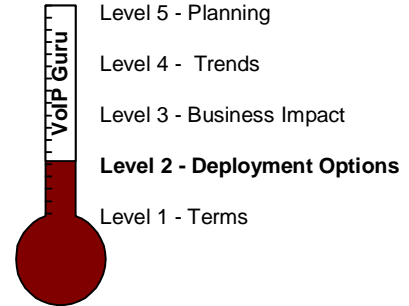 VoIP Guru
Level 5 - Planning
Level 4 - Trends
Level 3 - Business Impact
Level 2 - Deployment Options
Level 1 - Terms